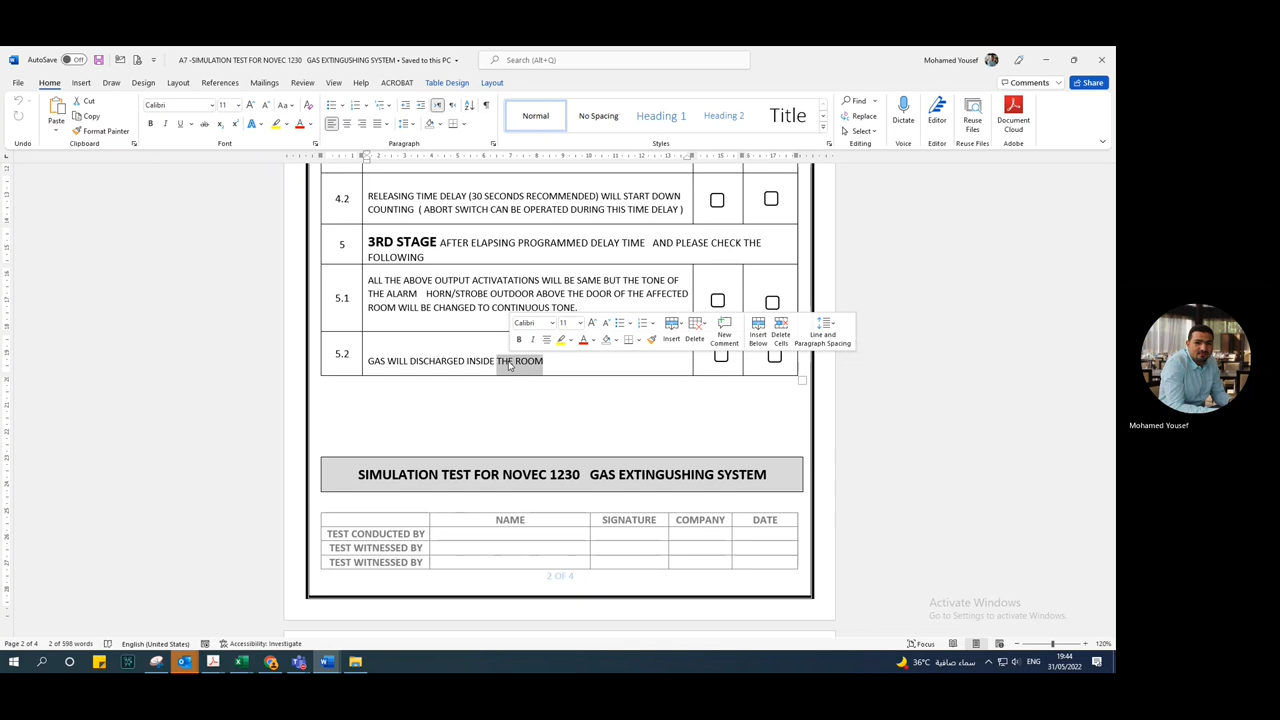 AutoSave Off
A7 -SIMULATION TEST FOR NOVEC 1230 GAS EXTINGUSHING SYSTEM • Saved to this PC
Search (Alt+Q)
Mohamed Yousef
File Home Insert Draw Design Layout References Mailings Review View Help ACROBAT Table Design Layout
Comments Share
Cut
Copy
Format Painter
Paste
Calibri 11
Normal
No Spacing
Heading 1
Heading 2
Title
Find
Replace
Select
Dictate
Editor
Reuse Files
Document Cloud
Undo Clipboard Font Paragraph Styles Editing Voice Editor Reuse Files Adobe
4.2 RELEASING TIME DELAY (30 SECONDS RECOMMENDED) WILL START DOWN
COUNTING ( ABORT SWITCH CAN BE OPERATED DURING THIS TIME DELAY )
5 3RD STAGE AFTER ELAPSING PROGRAMMED DELAY TIME AND PLEASE CHECK THE
FOLLOWING
ALL THE ABOVE OUTPUT ACTIVATATIONS WILL BE SAME BUT THE TONE OF
5.1 THE ALARM HORN/STROBE OUTDOOR ABOVE THE DOOR OF THE AFFECTED
ROOM WILL BE CHANGED TO CONTINUOUS TONE.
Calibri 11
Insert Delete
New Comment
Insert Below
Delete Cells
Line and Paragraph Spacing
5.2 GAS WILL DISCHARGED INSIDE THE ROOM
SIMULATION TEST FOR NOVEC 1230 GAS EXTINGUSHING SYSTEM
NAME SIGNATURE COMPANY DATE
TEST CONDUCTED BY
TEST WITNESSED BY
TEST WITNESSED BY
2 OF 4
Mohamed Yousef
Activate Windows
Go to Settings to activate Windows.
Page 2 of 4 2 of 598 words English (United States) Accessibility: Investigate
Focus 120%
36°C سماء صافية ENG
19:44
31/05/2022